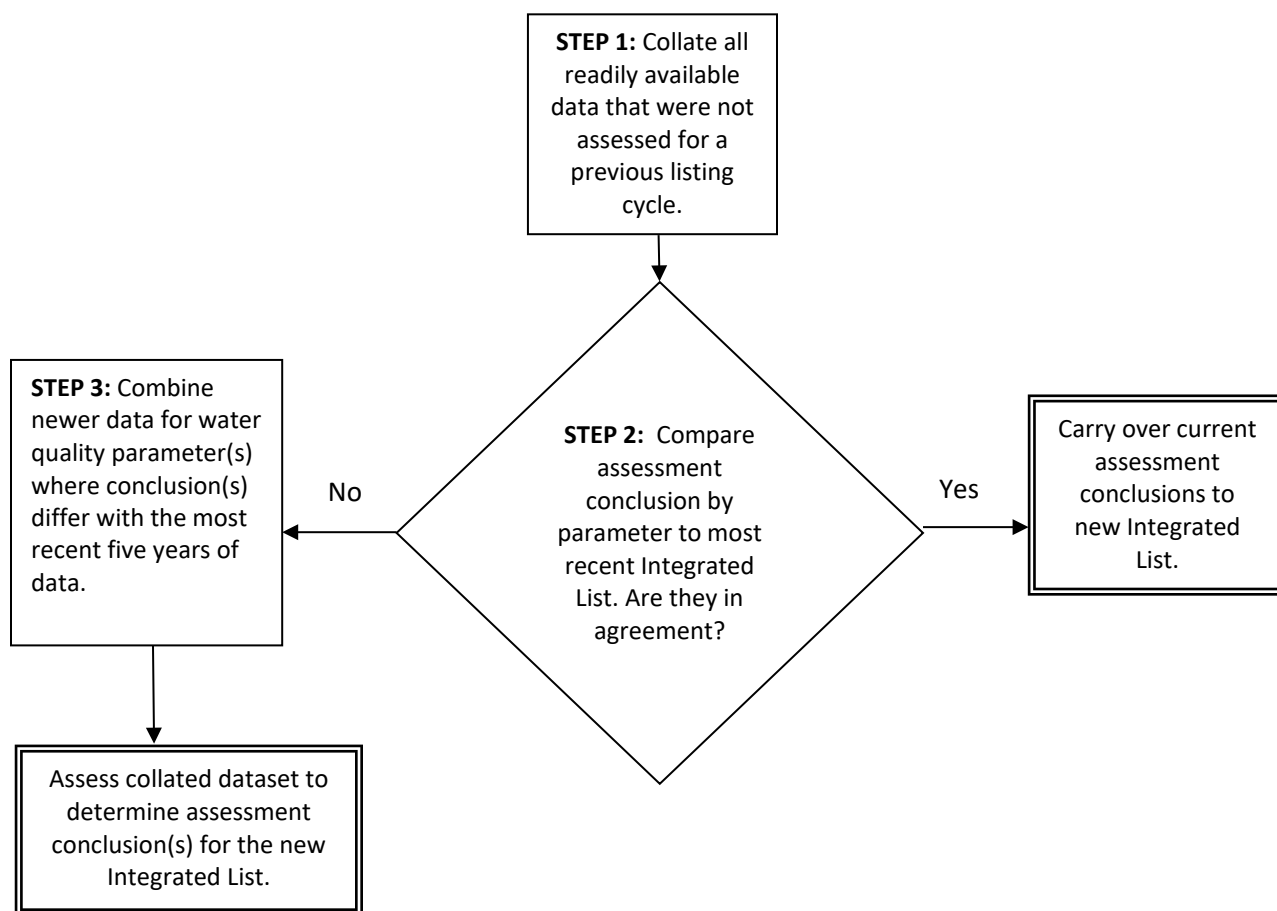 STEP 1: Collate all
readily available
data that were not
assessed for a
previous listing
cycle.
STEP 2:  Compare
assessment
conclusion by
parameter to most
recent Integrated
List. Are they in
agreement?
No
Yes
STEP 3: Combine
newer data for water
quality parameter(s)
where conclusion(s)
differ with the most
recent five years of
data.
Carry over current
assessment
conclusions to
new Integrated
List.
Assess collated dataset to
determine assessment
conclusion(s) for the new
Integrated List.